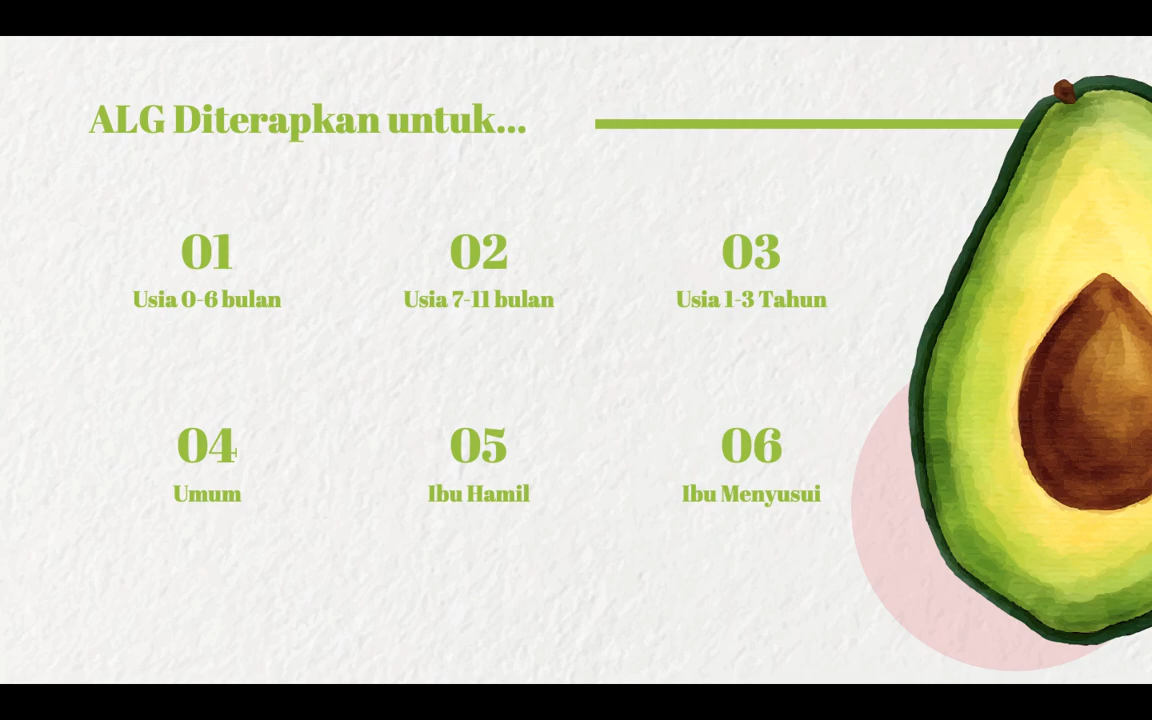 ALG Diterapkan untuk...
01
Usia 0-6 bulan
02
Usia 7-11 bulan
03
Usia 1-3 Tahun
04
Umum
05
Ibu Hamil
06
Ibu Menyusui